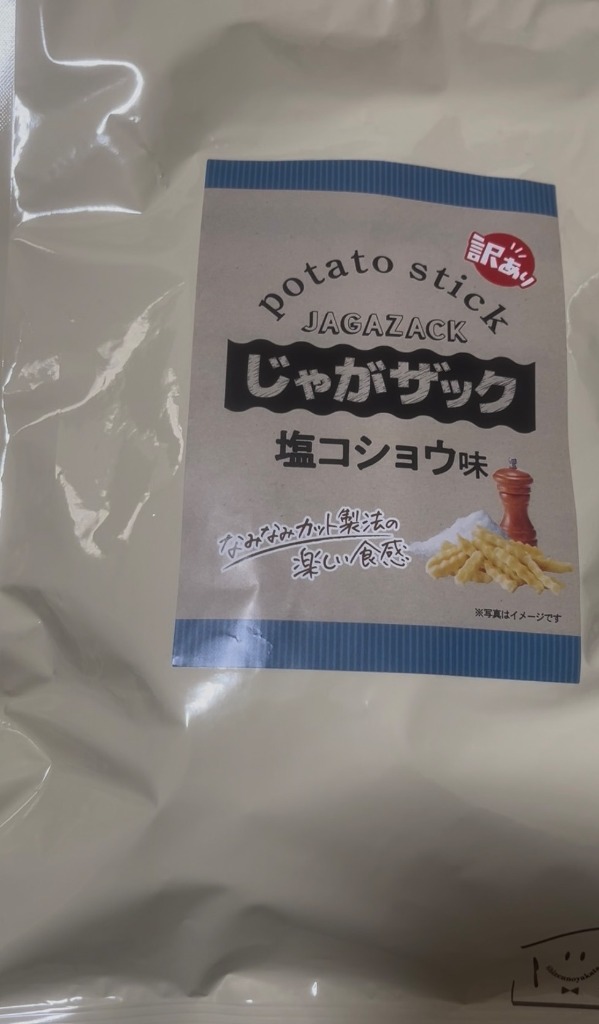 訳あり
potato stick
JAGAZACK
じゃがザック
塩コショウ味
なみなみカット製法の
楽しい食感
※写真はイメージです